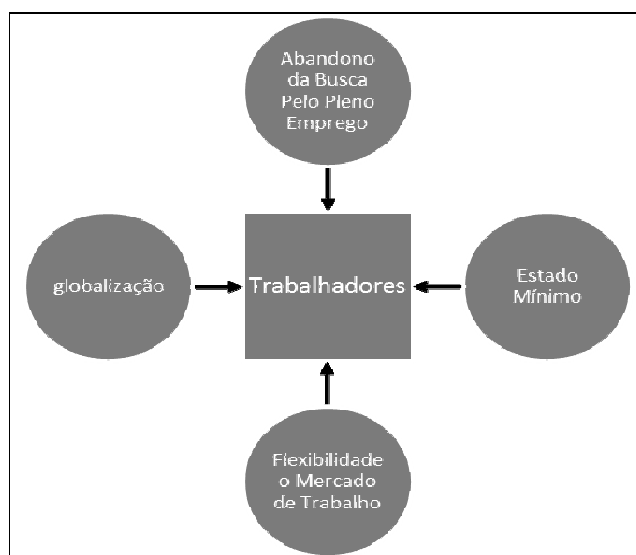 Abandono
da Busca
Pelo Pleno
Emprego
globalização
Trabalhadores
Estado
Mínimo
Flexibilidade
o Mercado
de Trabalho